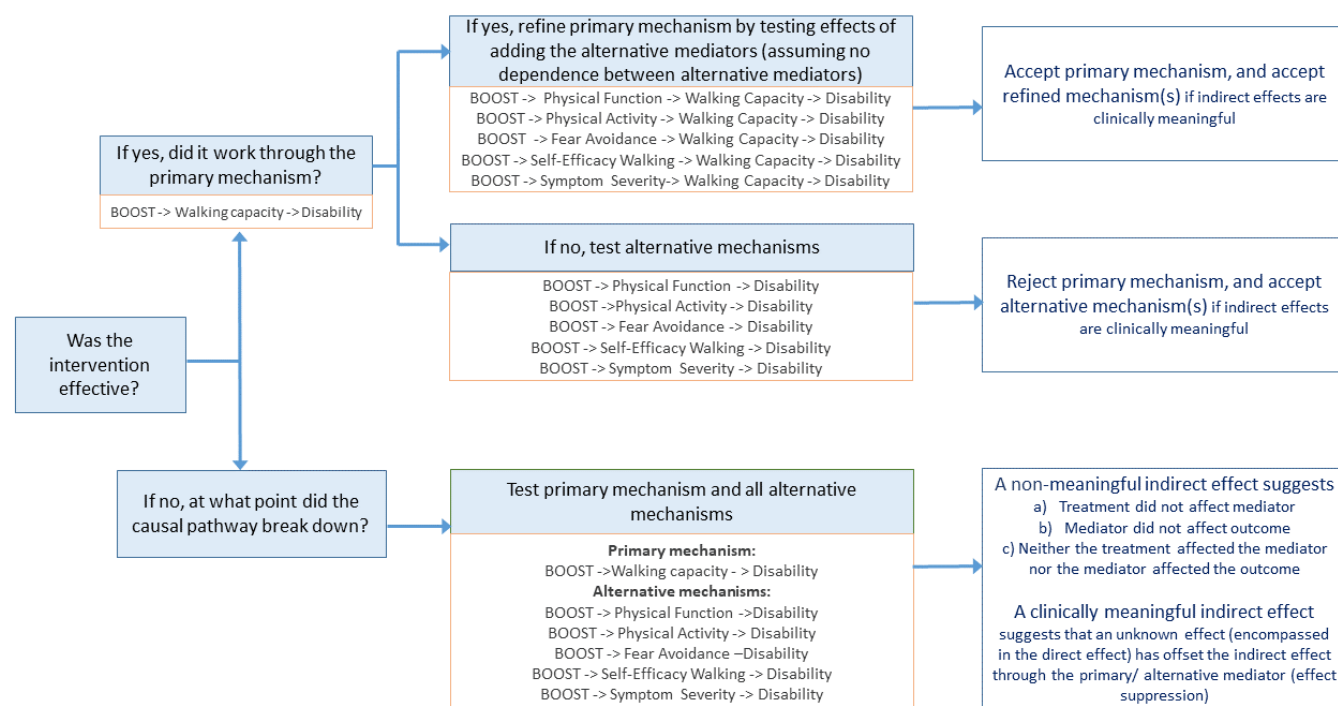 If yes, refine primary mechanism by testing effects of
adding the alternative mediators (assuming no
dependence between alternative mediators)
BOOST -> Physical Function -> Walking Capacity -> Disability
BOOST -> Physical Activity -> Walking Capacity -> Disability
BOOST -> Fear Avoidance -> Walking Capacity -> Disability
BOOST -> Self-Efficacy Walking -> Walking Capacity -> Disability
BOOST -> Symptom Severity-> Walking Capacity -> Disability
Accept primary mechanism, and accept
refined mechanism(s) if indirect effects are
clinically meaningful
If yes, did it work through the
primary mechanism?
BOOST -> Walking capacity -> Disability
If no, test alternative mechanisms
BOOST -> Physical Function -> Disability
BOOST ->Physical Activity -> Disability
BOOST -> Fear Avoidance -> Disability
BOOST -> Self-Efficacy Walking -> Disability
BOOST -> Symptom Severity -> Disability
Reject primary mechanism, and accept
alternative mechanism(s) if indirect effects
are clinically meaningful
Was the
intervention
effective?
If no, at what point did the
causal pathway break down?
Test primary mechanism and all alternative
mechanisms
Primary mechanism:
BOOST ->Walking capacity - > Disability
Alternative mechanisms:
BOOST -> Physical Function ->Disability
BOOST -> Physical Activity -> Disability
BOOST -> Fear Avoidance –Disability
BOOST -> Self-Efficacy Walking -> Disability
BOOST -> Symptom Severity -> Disability
A non-meaningful indirect effect suggests
a) Treatment did not affect mediator
b) Mediator did not affect outcome
c) Neither the treatment affected the mediator
nor the mediator affected the outcome
A clinically meaningful indirect effect
suggests that an unknown effect (encompassed
in the direct effect) has offset the indirect effect
through the primary/ alternative mediator (effect
suppression)